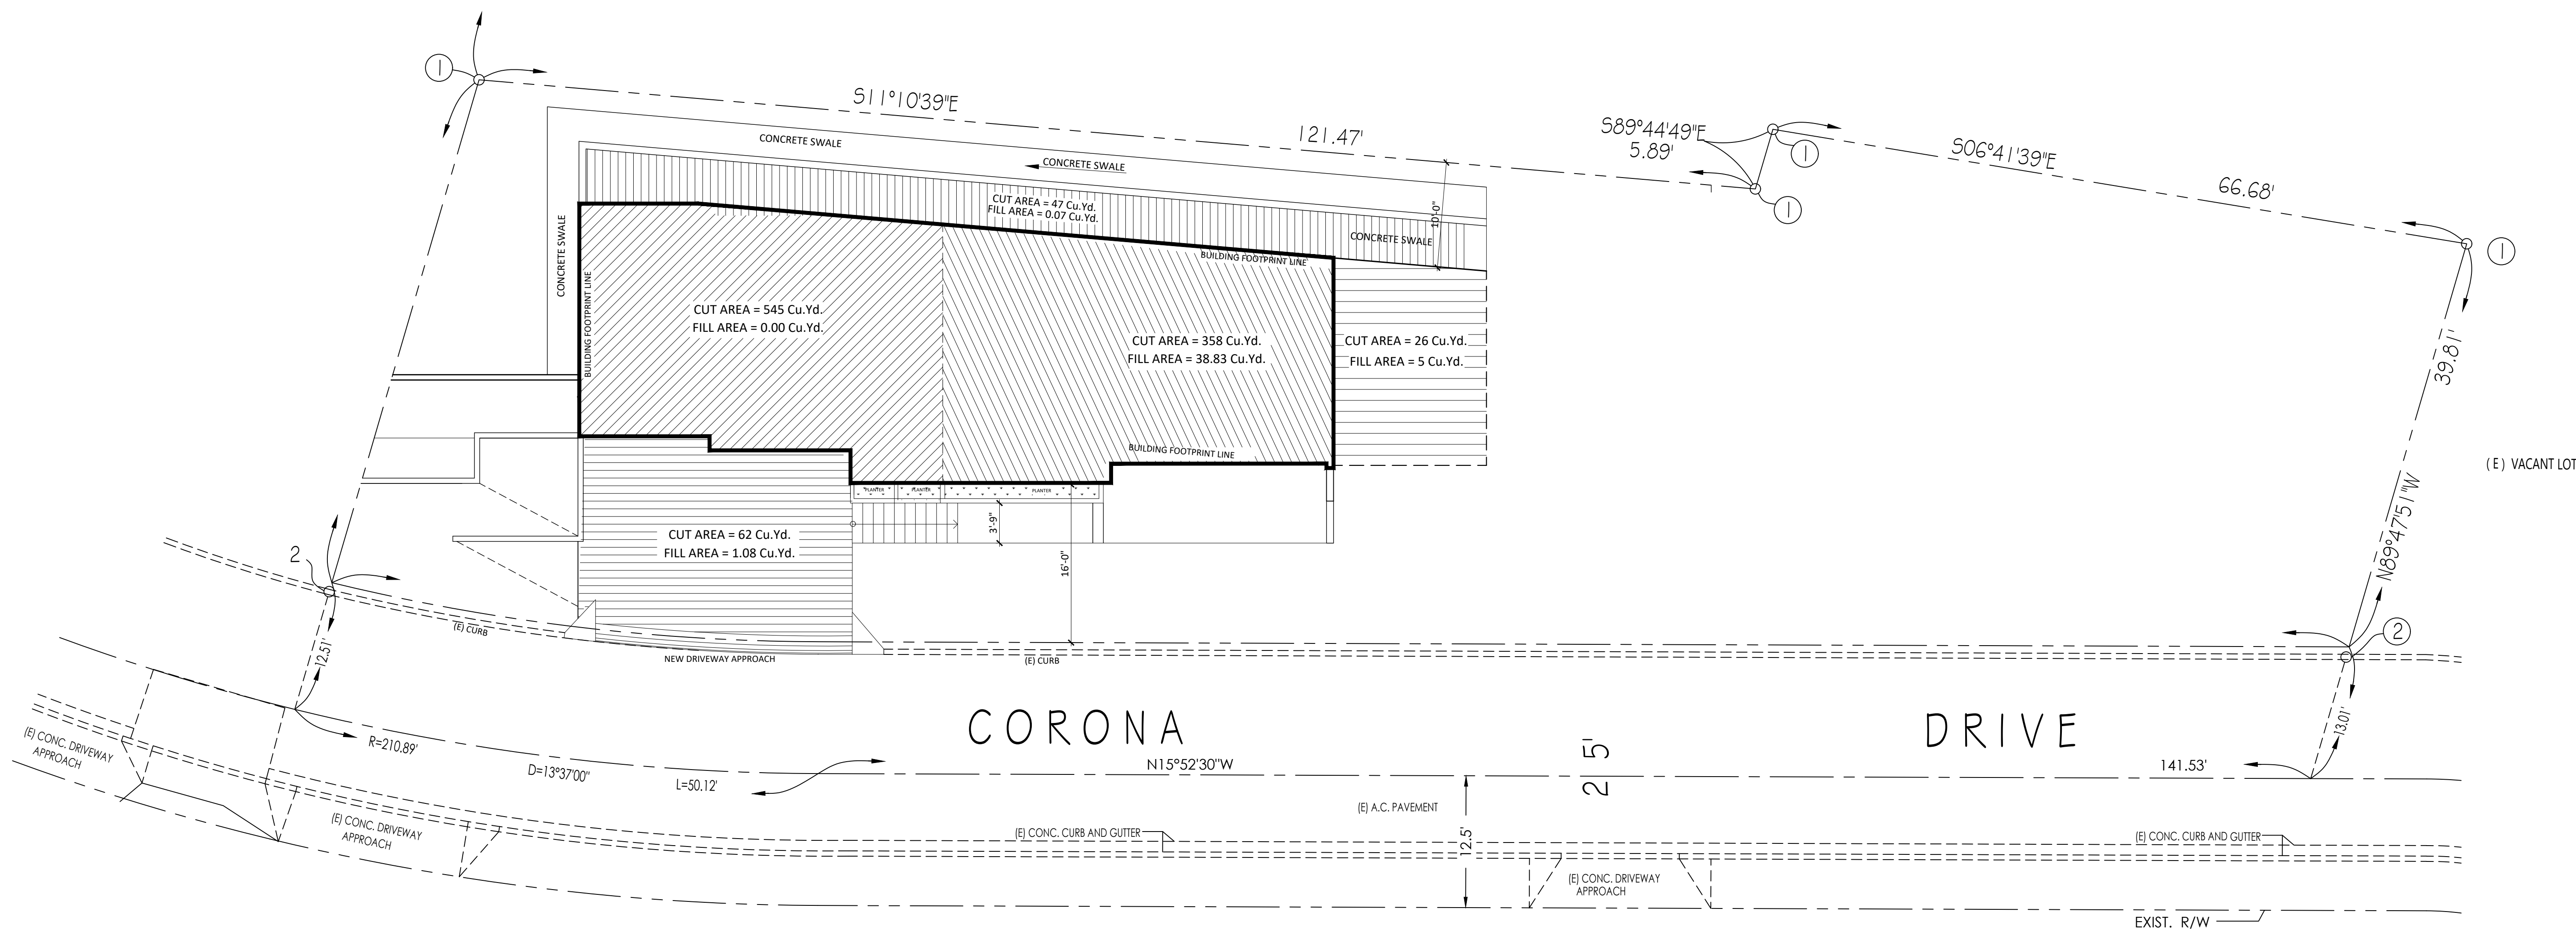 1
S11°10'39"E
121.47'
S89°44'49"E
5.89'
1
1
S06°41'39"E
66.68'
1
CONCRETE SWALE
CONCRETE SWALE
CUT AREA = 47 Cu.Yd.
FILL AREA = 0.07 Cu.Yd.
10'-0"
CONCRETE SWALE
CONCRETE SWALE
BUILDING FOOTPRINT LINE
BUILDING FOOTPRINT LINE
CUT AREA = 545 Cu.Yd.
FILL AREA = 0.00 Cu.Yd.
CUT AREA = 358 Cu.Yd.
FILL AREA = 38.83 Cu.Yd.
CUT AREA = 26 Cu.Yd.
FILL AREA = 5 Cu.Yd.
39.81'
N89°47'51"W
(E) VACANT LOT
BUILDING FOOTPRINT LINE
PLANTER
PLANTER
PLANTER
CUT AREA = 62 Cu.Yd.
FILL AREA = 1.08 Cu.Yd.
3'-9"
16'-0"
2
(E) CURB
NEW DRIVEWAY APPROACH
(E) CURB
2
12.51'
13.01'
CORONA DRIVE
25'
R=210.89'
D=13°37'00"
L=50.12'
N15°52'30"W
141.53'
(E) CONC. DRIVEWAY
APPROACH
(E) CONC. DRIVEWAY
APPROACH
(E) A.C. PAVEMENT
12.5'
(E) CONC. CURB AND GUTTER
(E) CONC. CURB AND GUTTER
(E) CONC. DRIVEWAY
APPROACH
EXIST. R/W